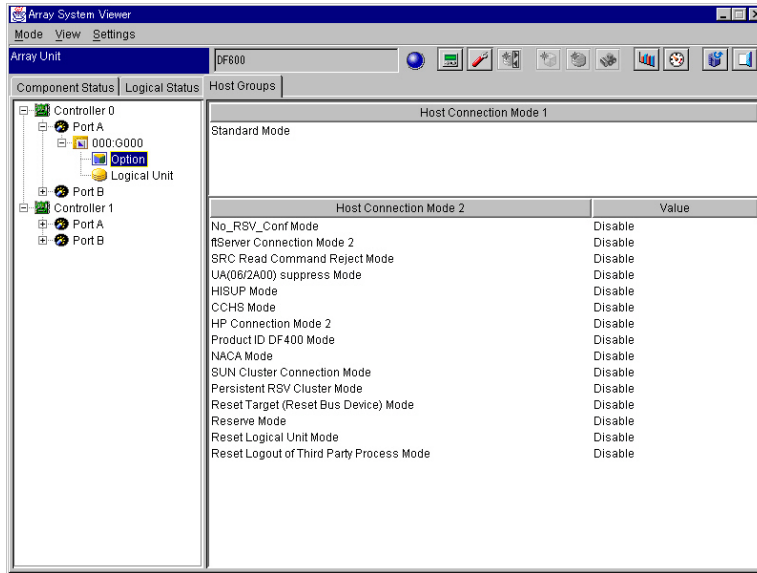 Array System Viewer
Mode View Settings
Array Unit DF600
Component Status Logical Status Host Groups
Controller 0
Port A
000:G000
Option
Logical Unit
Port B
Controller 1
Port A
Port B
Host Connection Mode 1
Standard Mode
Host Connection Mode 2 Value
No_RSV_Conf Mode Disable
ftServer Connection Mode 2 Disable
SRC Read Command Reject Mode Disable
UA(06/2A00) suppress Mode Disable
HISUP Mode Disable
CCHS Mode Disable
HP Connection Mode 2 Disable
Product ID DF400 Mode Disable
NACA Mode Disable
SUN Cluster Connection Mode Disable
Persistent RSV Cluster Mode Disable
Reset Target (Reset Bus Device) Mode Disable
Reserve Mode Disable
Reset Logical Unit Mode Disable
Reset Logout of Third Party Process Mode Disable